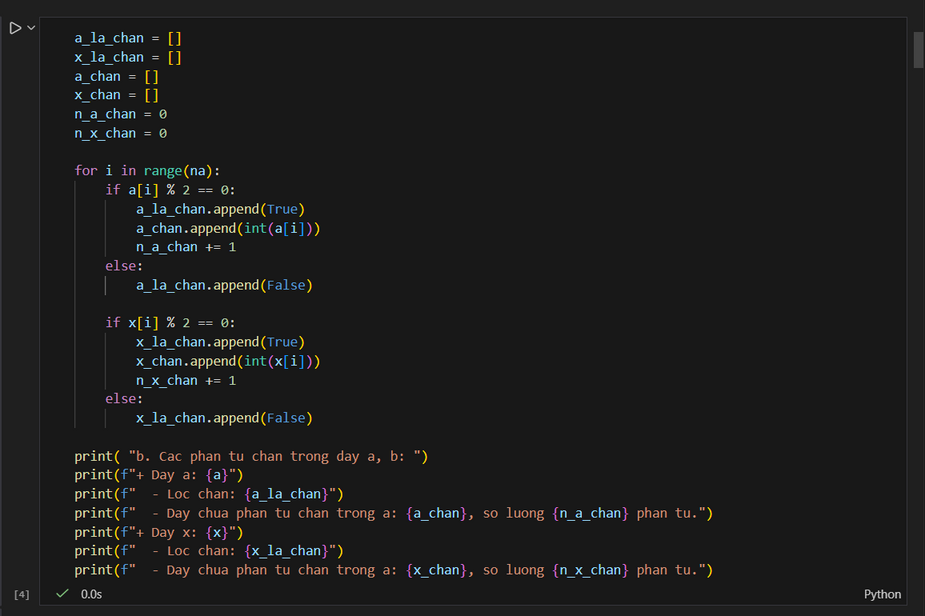 a_la_chan = []
x_la_chan = []
a_chan = []
x_chan = []
n_a_chan = 0
n_x_chan = 0

for i in range(na):
    if a[i] % 2 == 0:
        a_la_chan.append(True)
        a_chan.append(int(a[i]))
        n_a_chan += 1
    else:
        a_la_chan.append(False)

    if x[i] % 2 == 0:
        x_la_chan.append(True)
        x_chan.append(int(x[i]))
        n_x_chan += 1
    else:
        x_la_chan.append(False)

print( "b. Cac phan tu chan trong day a, b: ")
print(f"+ Day a: {a}")
print(f"  - Loc chan: {a_la_chan}")
print(f"  - Day chua phan tu chan trong a: {a_chan}, so luong {n_a_chan} phan tu.")
print(f"+ Day x: {x}")
print(f"  - Loc chan: {x_la_chan}")
print(f"  - Day chua phan tu chan trong a: {x_chan}, so luong {n_x_chan} phan tu.")
[4] 0.0s Python